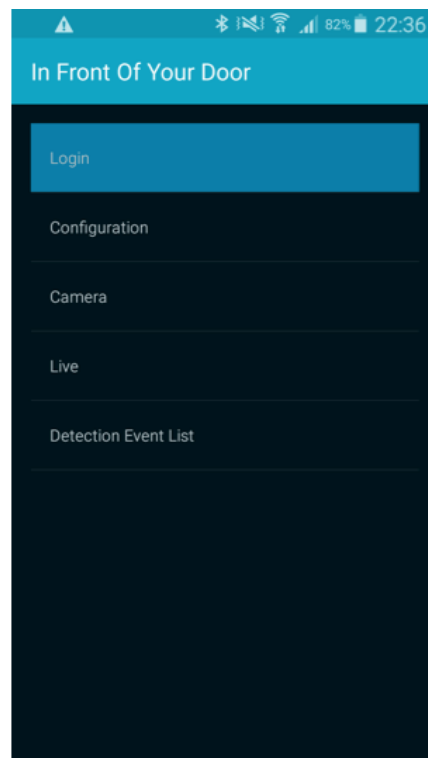 82% 22:36
In Front Of Your Door
Login
Configuration
Camera
Live
Detection Event List